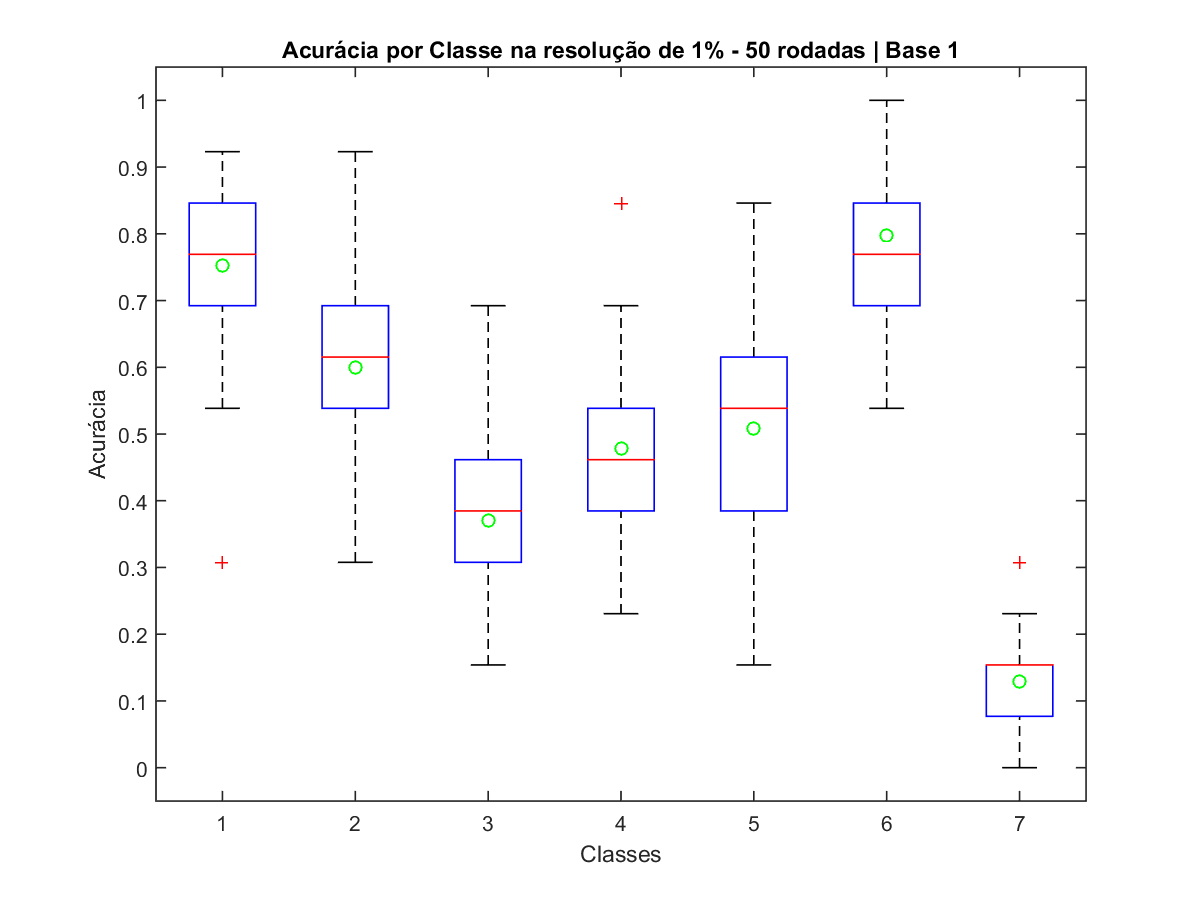 Acurácia por Classe na resolução de 1% - 50 rodadas | Base 1
1
0.9
0.8
0.7
0.6
0.5
0.4
0.3
0.2
0.1
0
Acurácia
1 2 3 4 5 6 7
Classes